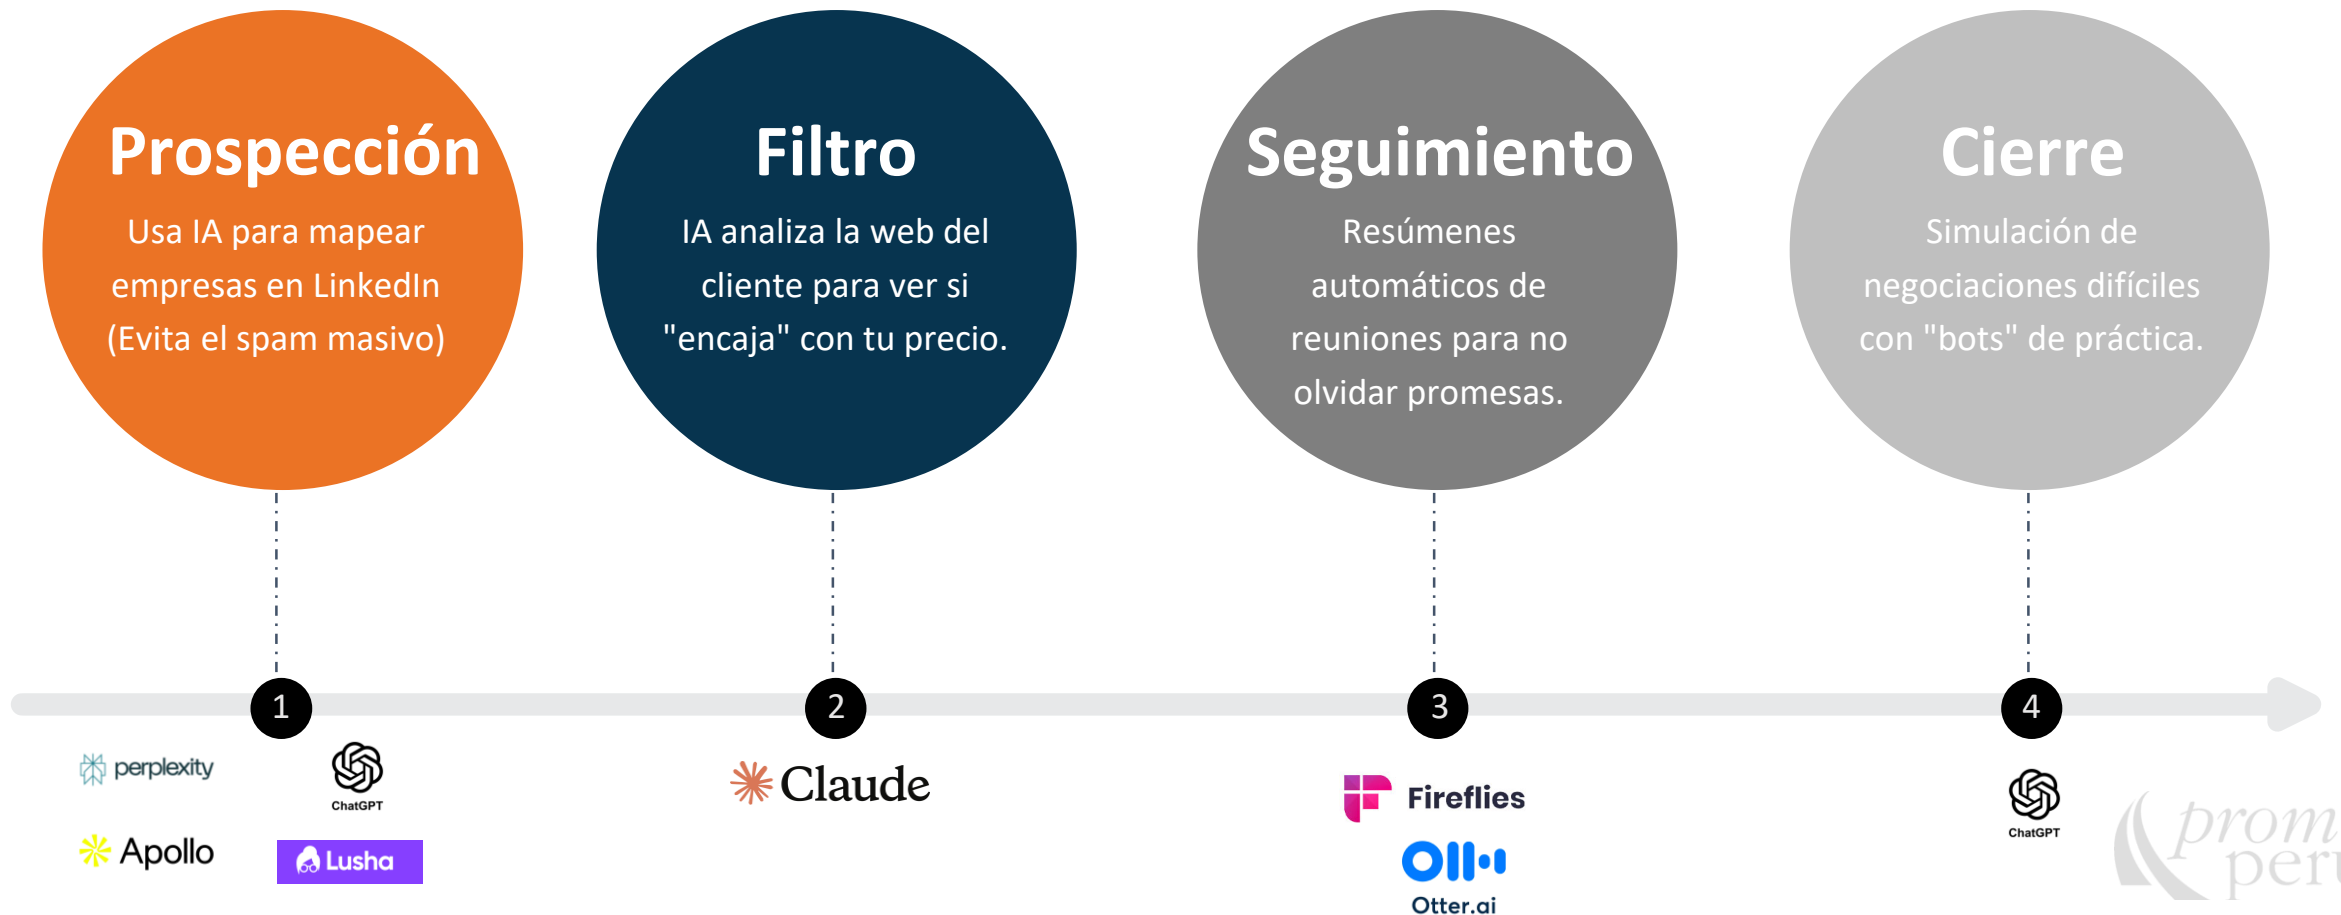 Prospección
Usa IA para mapear
empresas en LinkedIn
(Evita el spam masivo)
Filtro
IA analiza la web del
cliente para ver si
"encaja" con tu precio.
Seguimiento
Resúmenes
automáticos de
reuniones para no
olvidar promesas.
Cierre
Simulación de
negociaciones difíciles
con "bots" de práctica.
1
2
3
4
perplexity
ChatGPT
Apollo
Lusha
Claude
Fireflies
Otter.ai
ChatGPT